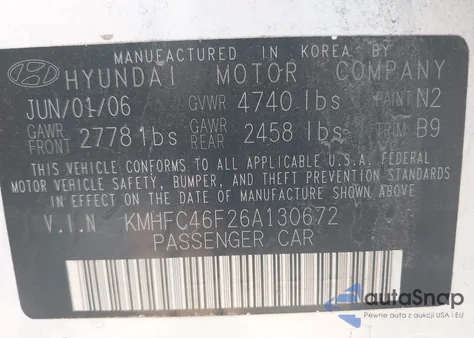 MANUFACTURED IN KOREA BY
HYUNDAI MOTOR COMPANY
JUN/01/06 GVWR 4740 lbs PAINT N2
GAWR FRONT 2778 lbs GAWR REAR 2458 lbs TRIM B9
THIS VEHICLE CONFORMS TO ALL APPLICABLE U.S.A. FEDERAL
MOTOR VEHICLE SAFETY, BUMPER, AND THEFT PREVENTION STANDARDS IN
EFFECT ON THE DATE OF MANUFACTURE SHOWN ABOVE.
V.I.N KMHFC46F26A130672
PASSENGER CAR
autoSnap
Pewne auta z aukcji USA i EU